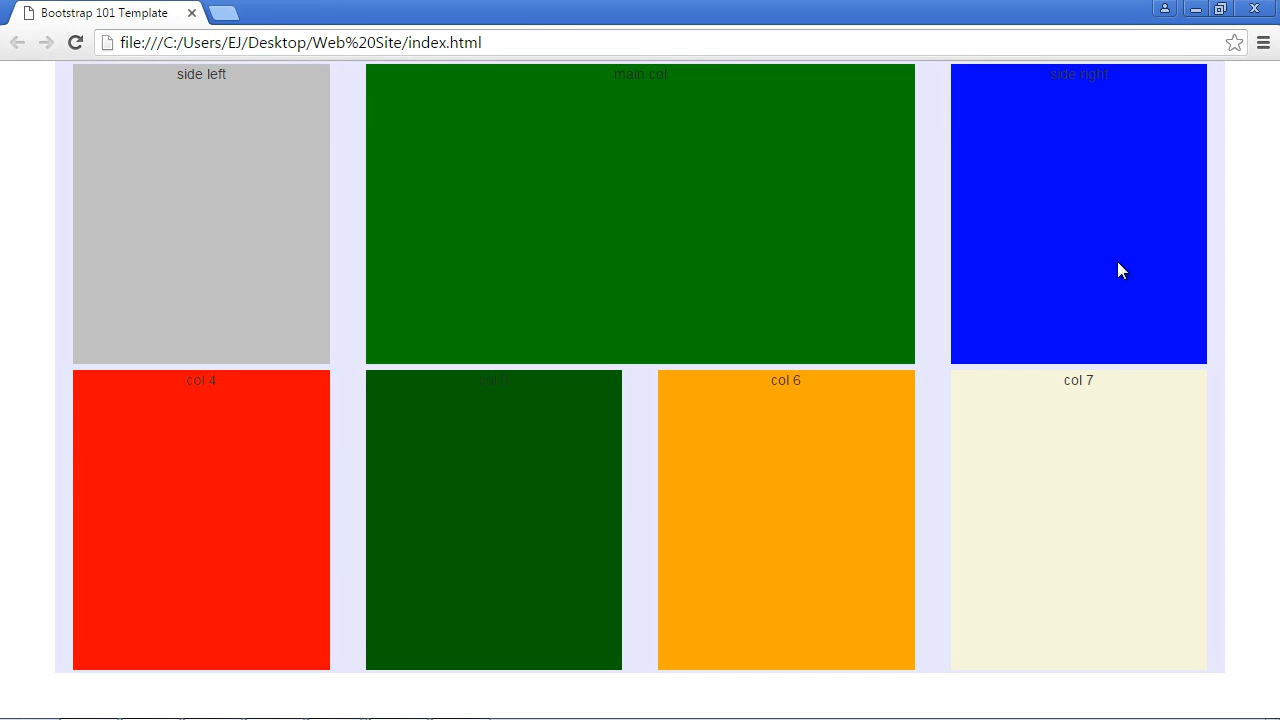 Bootstrap 101 Template
file:///C:/Users/EJ/Desktop/Web%20Site/index.html
side left
main col
side right
col 4
col 6
col 7